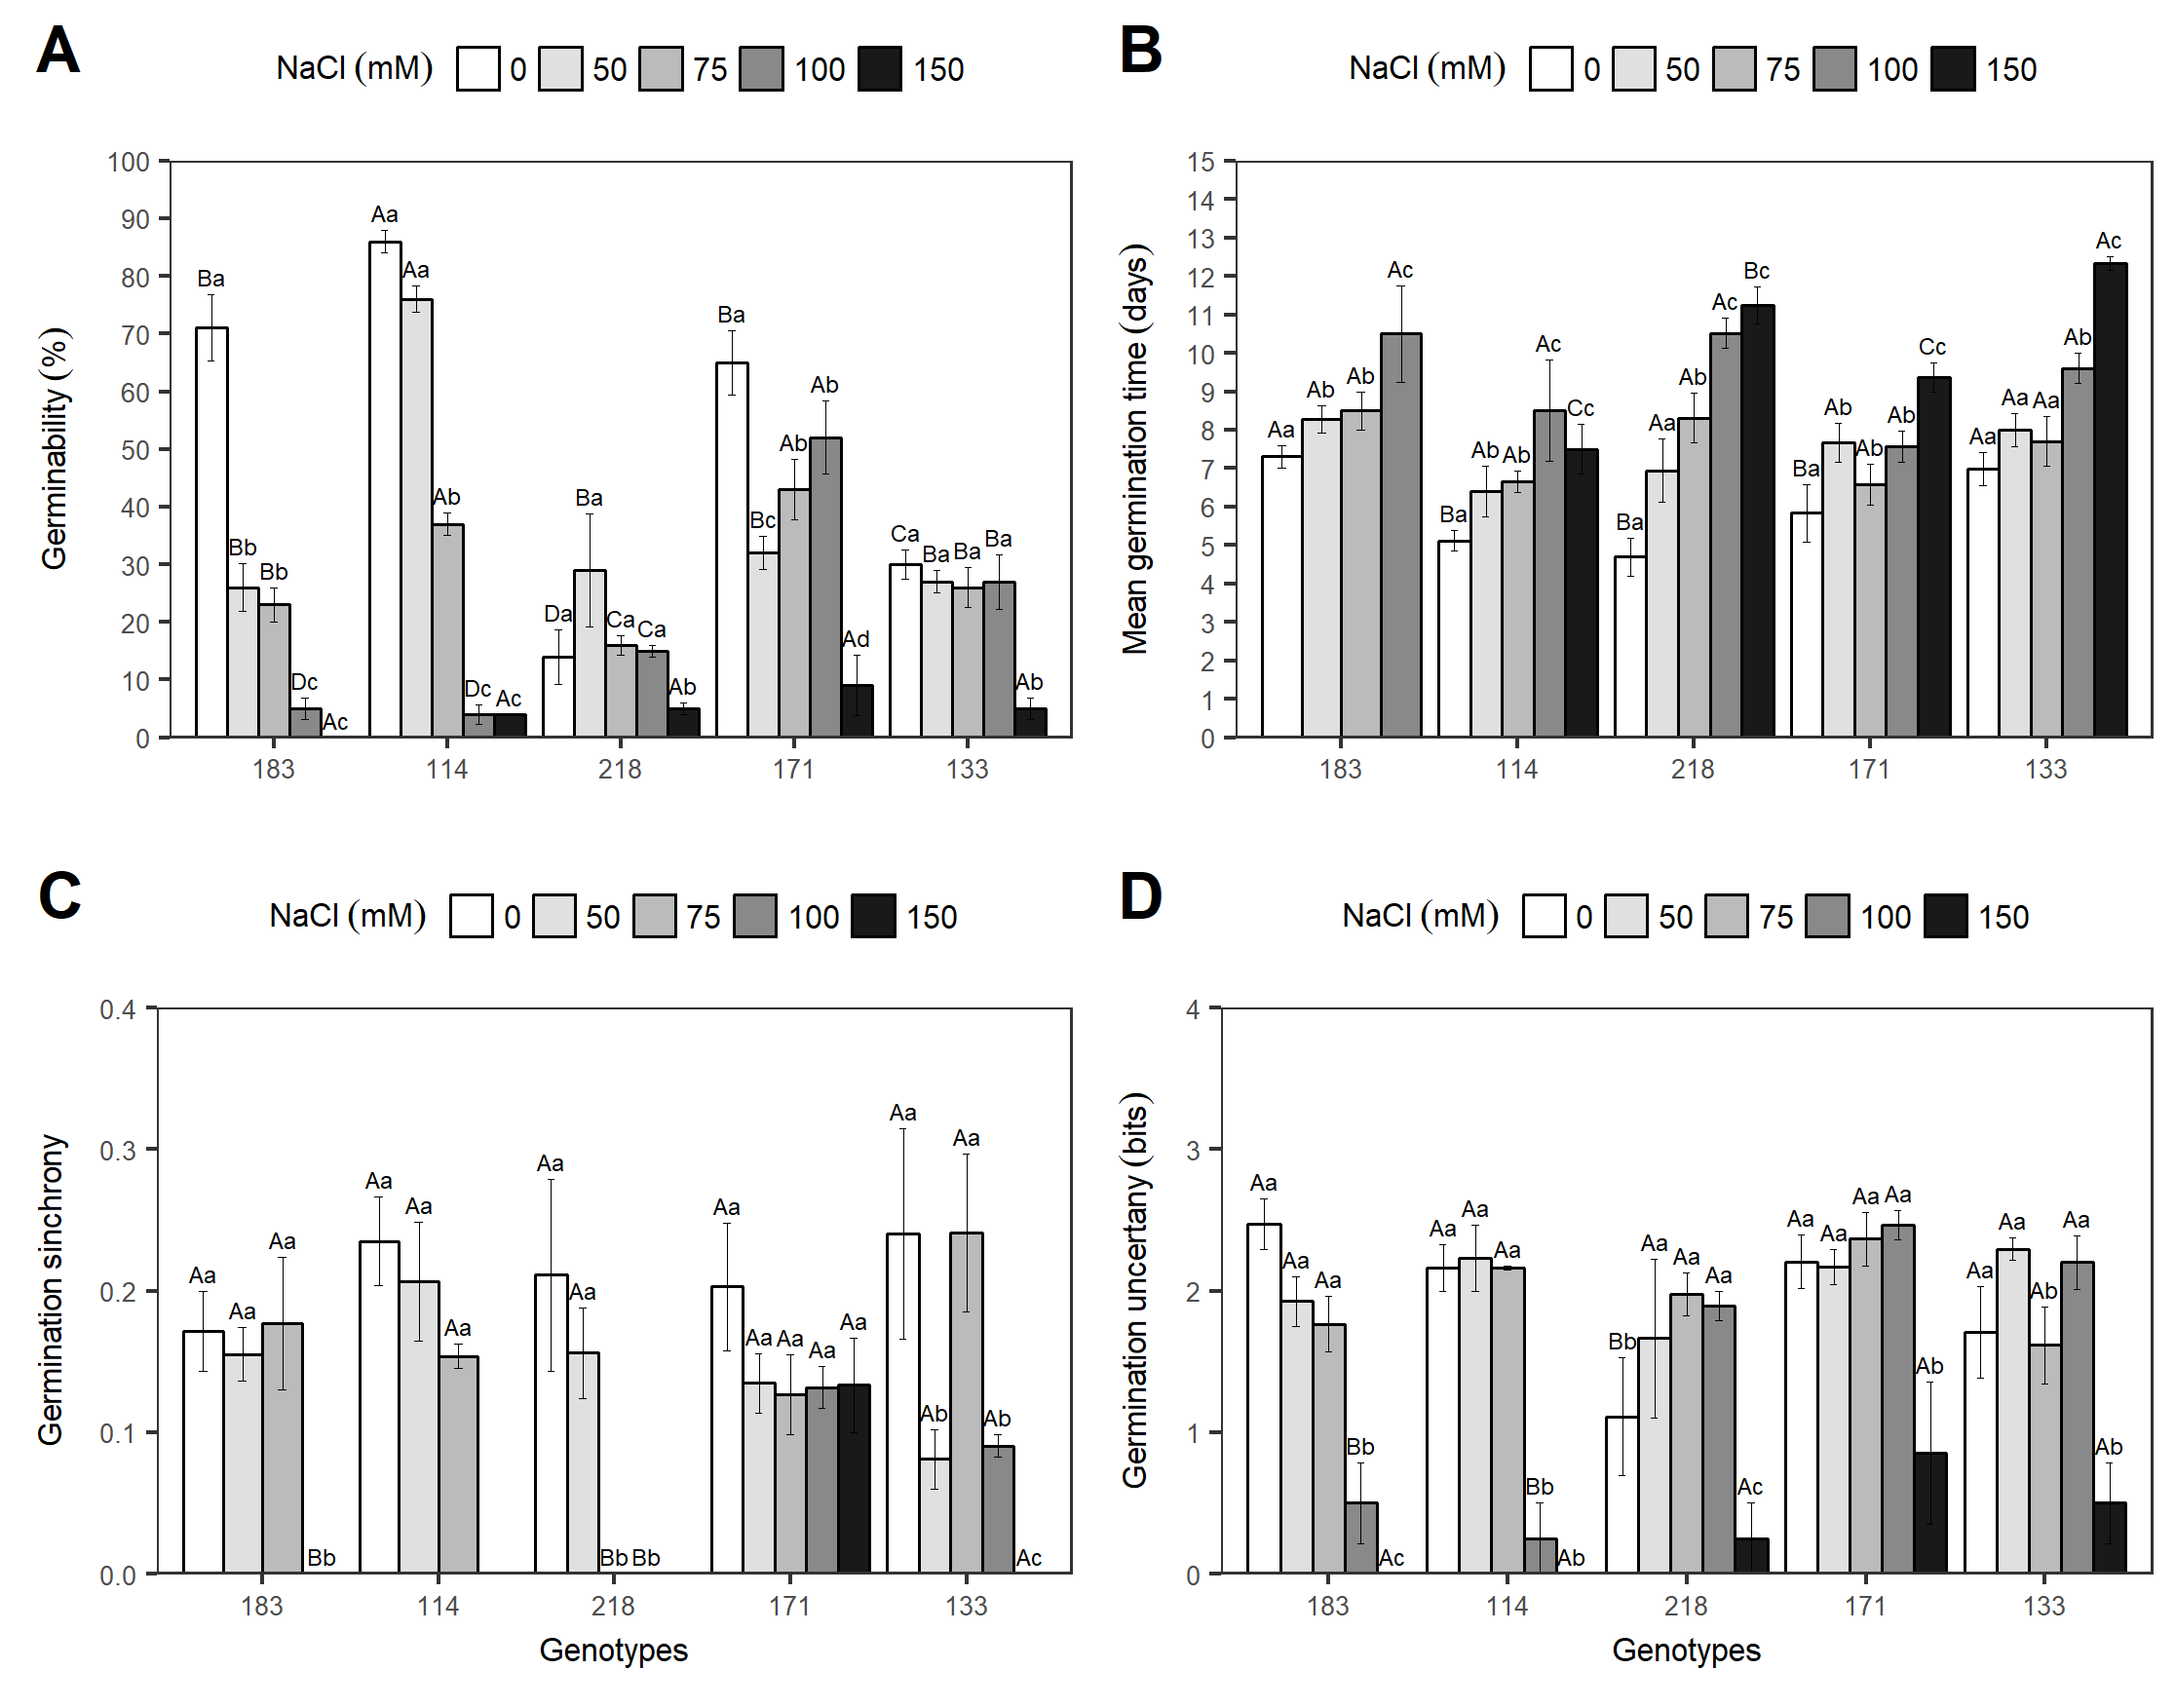 A
NaCl (mM) 0 50 75 100 150
Germinability (%)
100
90
80
70
60
50
40
30
20
10
0
Ba Bb Bb Dc Ac
Aa Aa Ab Dc Ac
Da Ba Ca Ca Ab
Ba Bc Ab Ab Ad
Ca Ba Ba Ba Ab
183 114 218 171 133
B
NaCl (mM) 0 50 75 100 150
Mean germination time (days)
15
14
13
12
11
10
9
8
7
6
5
4
3
2
1
0
Aa Ab Ab Ac
Ba Ab Ab Ac Cc
Ba Aa Ab Ac Bc
Ba Ab Ab Ab Cc
Aa Aa Aa Ab Ac
183 114 218 171 133
C
NaCl (mM) 0 50 75 100 150
Germination sinchrony
0.4
0.3
0.2
0.1
0.0
Aa Aa Aa Bb
Aa Aa Aa
Aa Aa Bb Bb
Aa Aa Aa Aa Aa
Aa Ab Aa Ab Ac
183 114 218 171 133
Genotypes
D
NaCl (mM) 0 50 75 100 150
Germination uncertany (bits)
4
3
2
1
0
Aa Aa Aa Bb Ac
Aa Aa Aa Bb Ab
Bb Aa Aa Aa Ac
Aa Aa Aa Aa Ab
Aa Aa Ab Aa Ab
183 114 218 171 133
Genotypes